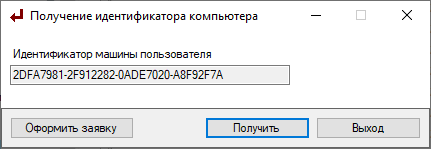 Получение идентификатора компьютера
Идентификатор машины пользователя
2DFA7981-2F912282-0ADE7020-A8F92F7A
Оформить заявку
Получить
Выход